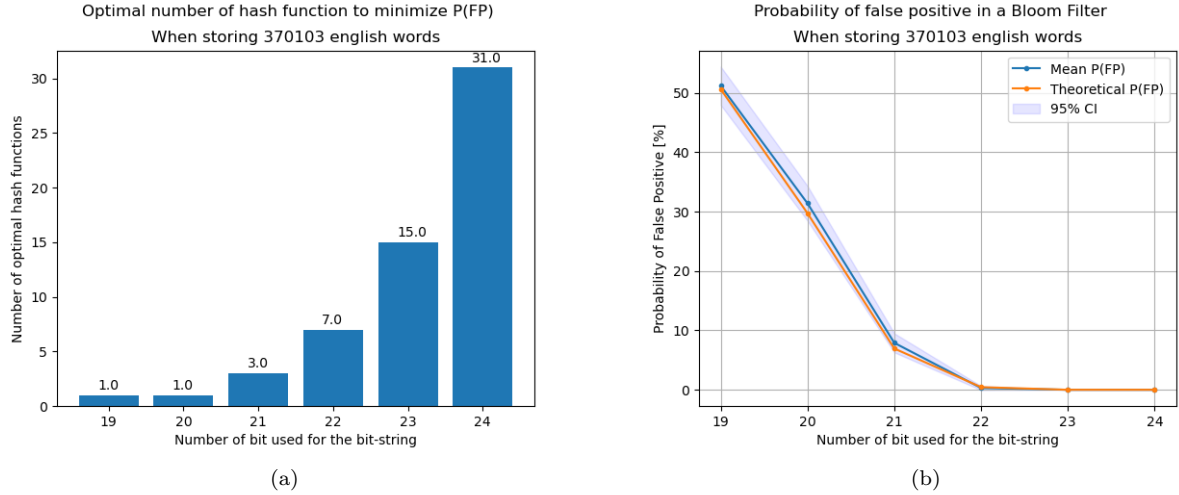 Optimal number of hash function to minimize P(FP)
When storing 370103 english words
Number of optimal hash functions
30
25
20
15
10
5
0
1.0
1.0
3.0
7.0
15.0
31.0
19
20
21
22
23
24
Number of bit used for the bit-string
(a)
Probability of false positive in a Bloom Filter
When storing 370103 english words
Probability of False Positive [%]
50
40
30
20
10
0
Mean P(FP)
Theoretical P(FP)
95% CI
19
20
21
22
23
24
Number of bit used for the bit-string
(b)